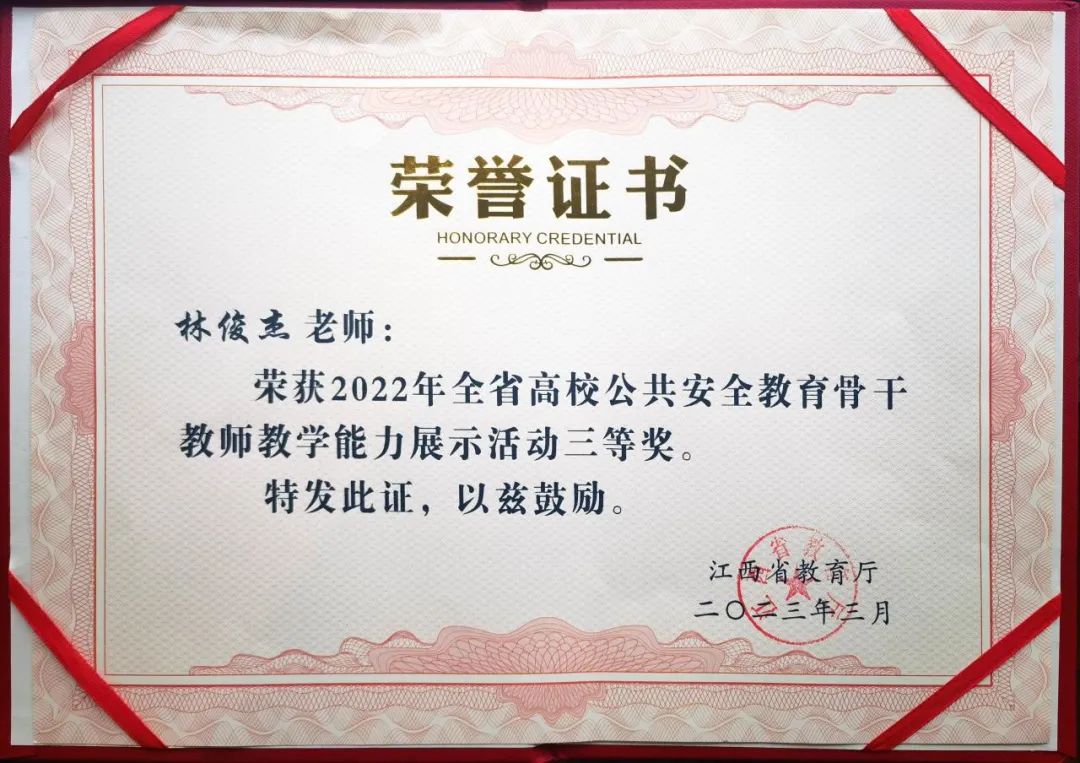 荣誉证书
HONORARY CREDENTIAL
林俊杰 老师：
荣获2022年全省高校公共安全教育骨干
教师教学能力展示活动三等奖。
特发此证，以兹鼓励。
江西省教育厅
二〇二三年三月